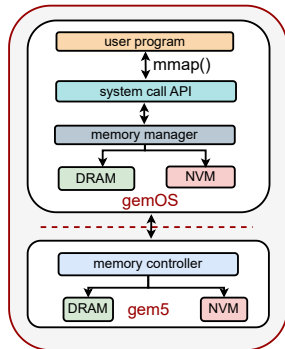 user program
mmap()
system call API
memory manager
DRAM NVM
gemOS
memory controller
DRAM gem5 NVM